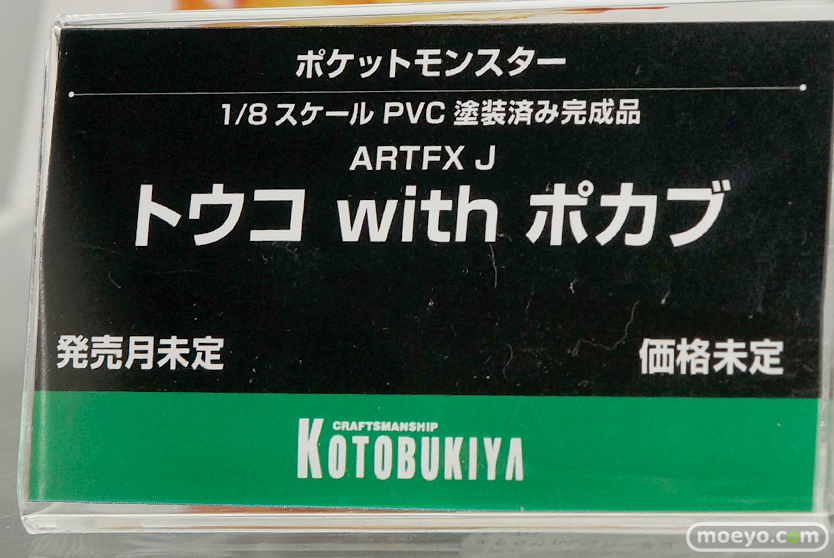 ポケットモンスター
1/8 スケール PVC 塗装済み完成品
ARTFX J
トウコ with ポカブ
発売月未定
価格未定
CRAFTSMANSHIP
KOTOBUKIYA
moeyo.com